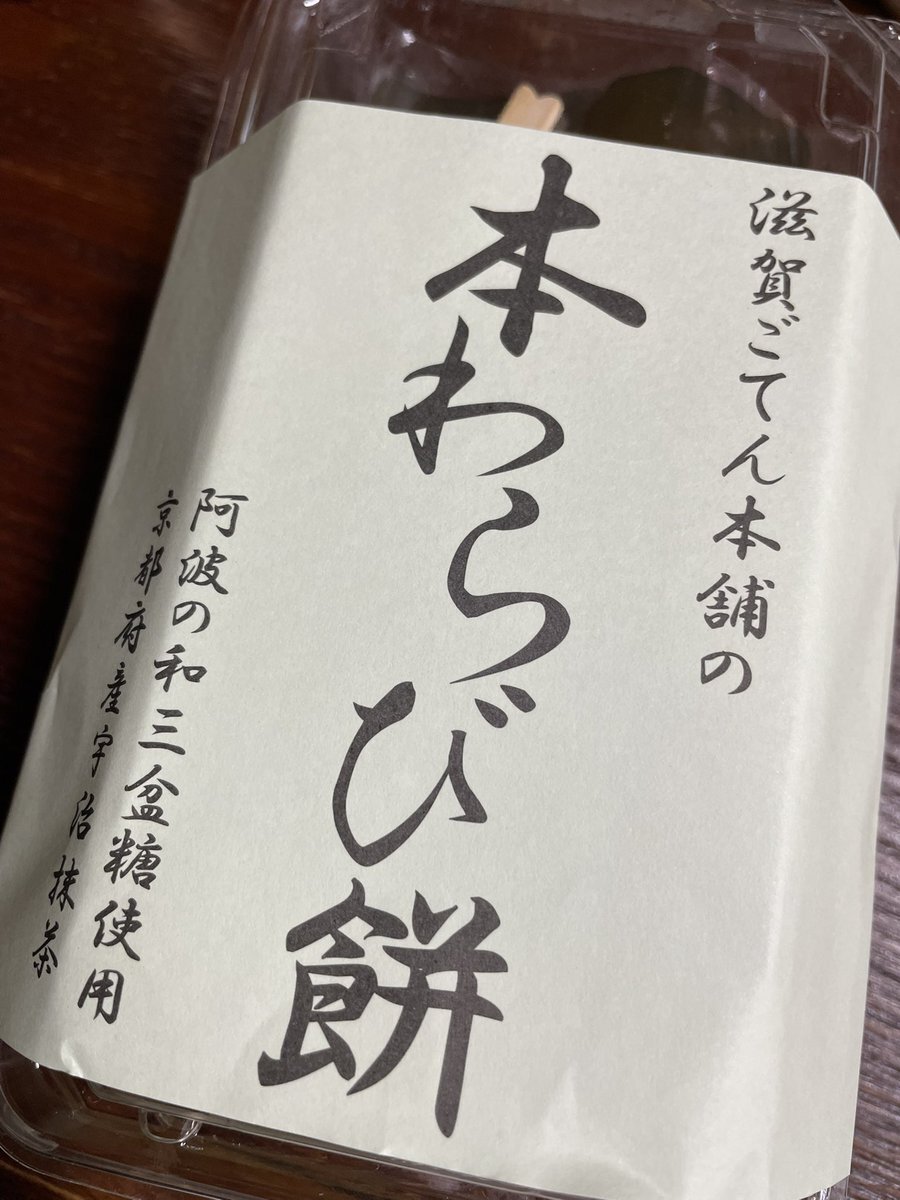 滋賀ごてん本舗の
本わらび餅
阿波の和三盆糖使用
京都府産宇治抹茶